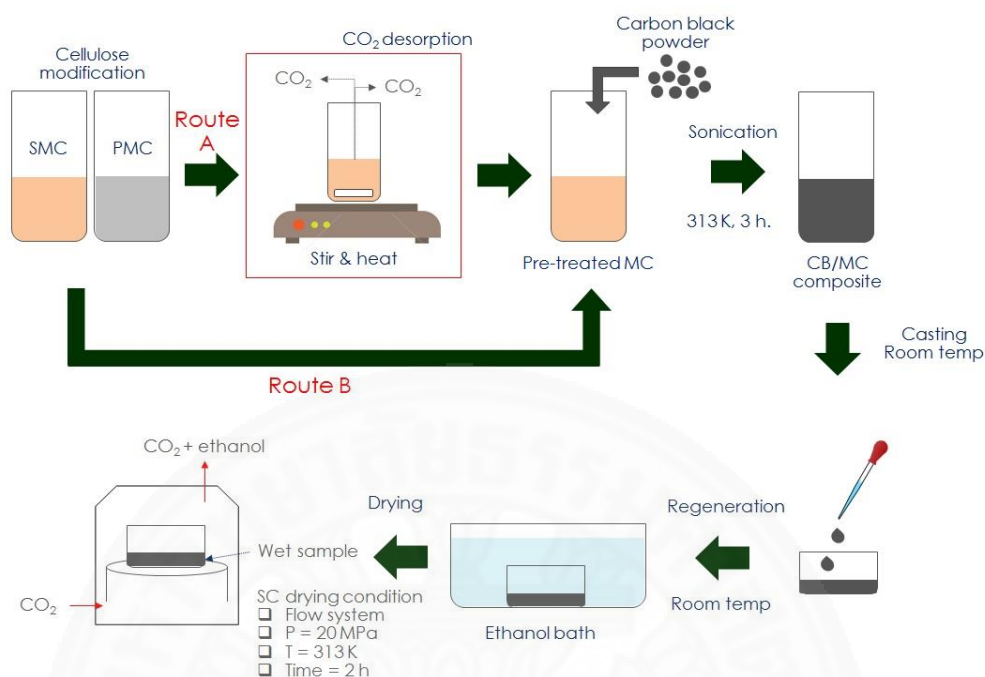 Cellulose
modification
SMC
PMC
Route
A
CO₂ desorption
CO₂
CO₂
Stir & heat
Carbon black
powder
Pre-treated MC
Sonication
313 K, 3 h.
CB/MC
composite
Route B
Casting
Room temp
Regeneration
Room temp
Ethanol bath
Drying
CO₂ + ethanol
Wet sample
CO₂
SC drying condition
❑ Flow system
❑ P = 20 MPa
❑ T = 313 K
❑ Time = 2 h